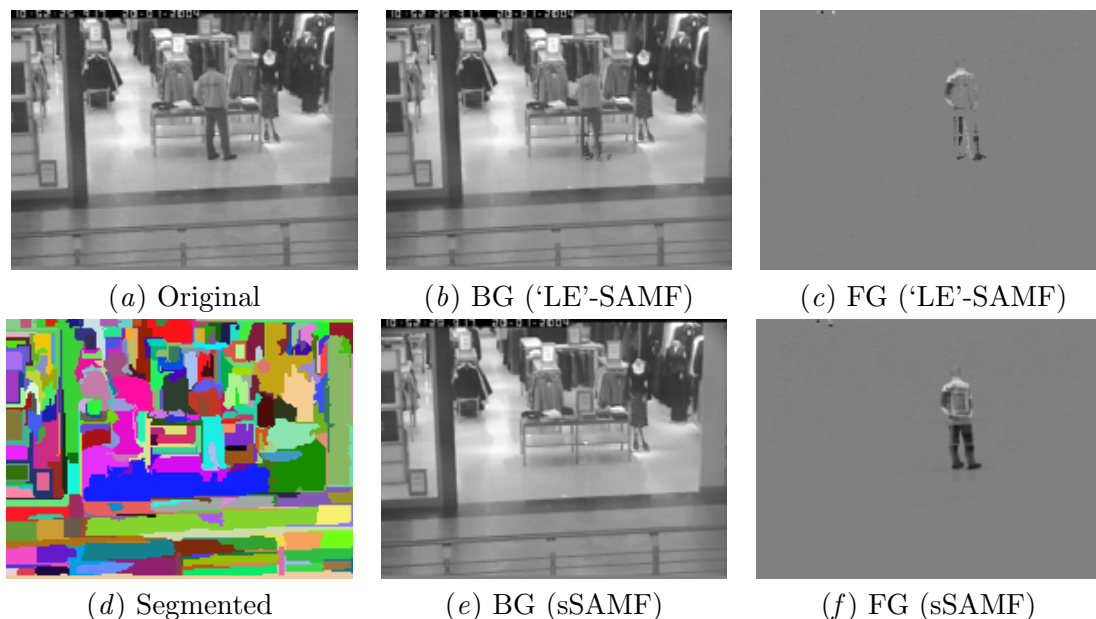 (a) Original
(b) BG (‘LE’-SAMF)
(c) FG (‘LE’-SAMF)
(d) Segmented
(e) BG (sSAMF)
(f) FG (sSAMF)